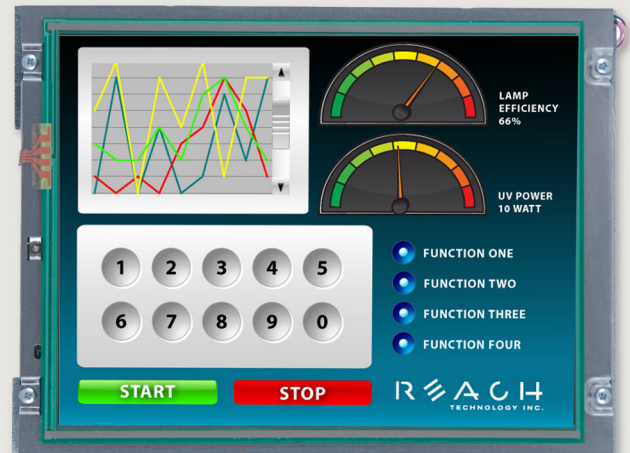 LAMP
EFFICIENCY
66%
UV POWER
10 WATT
1 2 3 4 5
6 7 8 9 0
FUNCTION ONE
FUNCTION TWO
FUNCTION THREE
FUNCTION FOUR
START
STOP
REACH
TECHNOLOGY INC.